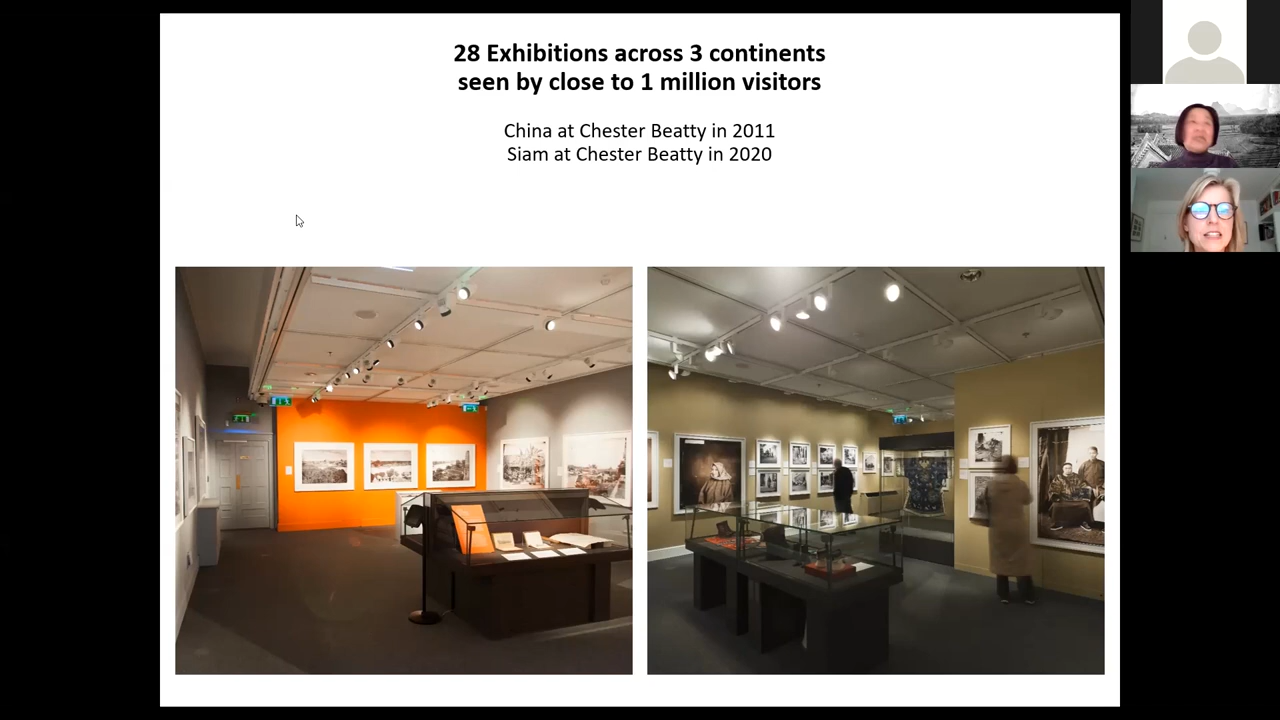 28 Exhibitions across 3 continents
seen by close to 1 million visitors
China at Chester Beatty in 2011
Siam at Chester Beatty in 2020